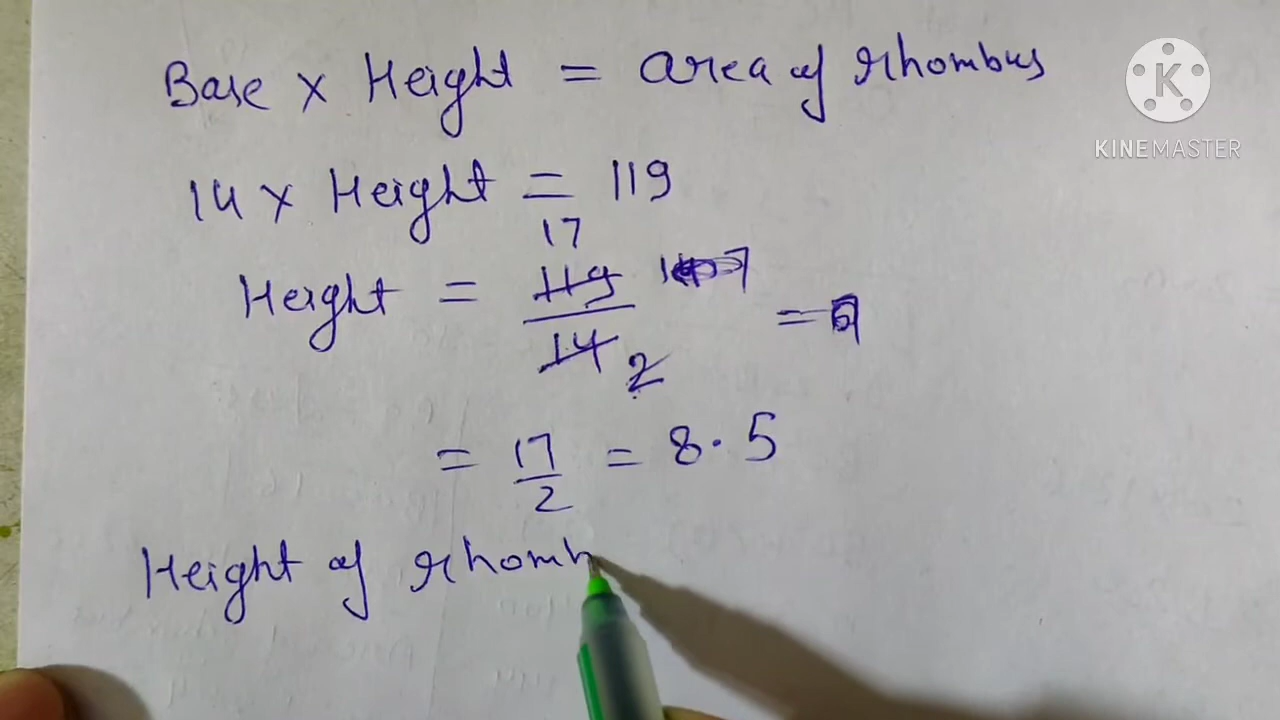 Base × Height = area of rhombus
K
KINEMASTER
14 × Height = 119
17
Height = 119/14 =
2
= 17/2 = 8.5
Height of rhomb